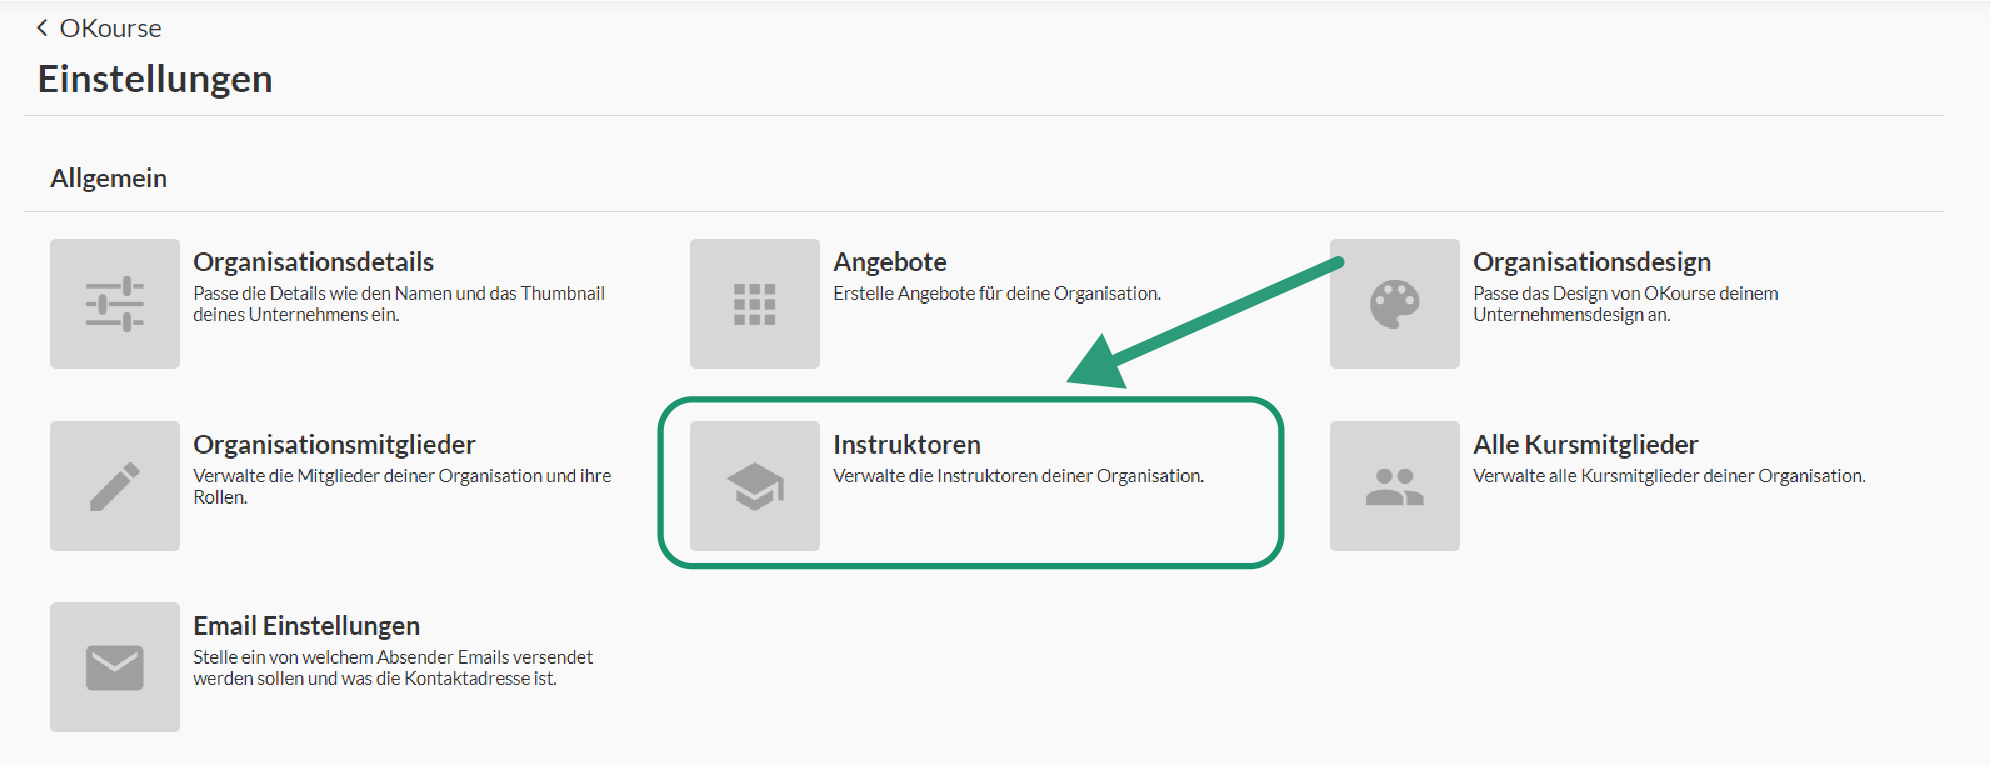 OKourse
Einstellungen
Allgemein
Organisationsdetails
Passe die Details wie den Namen und das Thumbnail
deines Unternehmens ein.
Angebote
Erstelle Angebote für deine Organisation.
Organisationsdesign
Passe das Design von OKourse deinem
Unternehmensdesign an.
Organisationsmitglieder
Verwalte die Mitglieder deiner Organisation und ihre
Rollen.
Instruktoren
Verwalte die Instruktoren deiner Organisation.
Alle Kursmitglieder
Verwalte alle Kursmitglieder deiner Organisation.
Email Einstellungen
Stelle ein von welchem Absender Emails versendet
werden sollen und was die Kontaktadresse ist.